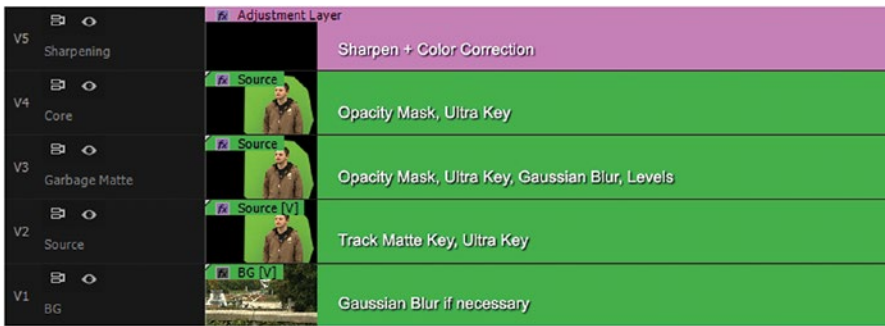 Adjustment Layer
V5
Sharpening
Sharpen + Color Correction
Source
V4
Core
Opacity Mask, Ultra Key
Source
V3
Garbage Matte
Opacity Mask, Ultra Key, Gaussian Blur, Levels
Source [V]
V2
Source
Track Matte Key, Ultra Key
BG [V]
V1
BG
Gaussian Blur if necessary